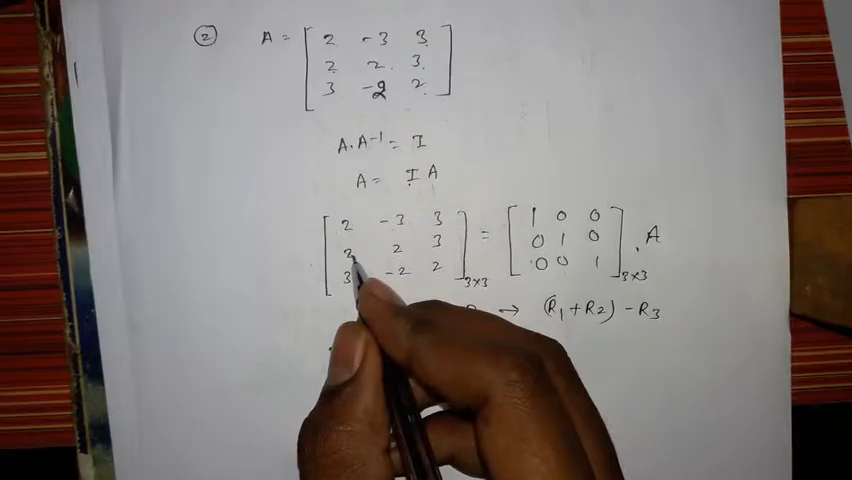 ② A = [ 2 -3 3
2 2 3
3 -2 2 ]
A.A⁻¹ = I
A = I A
[ 2 -3 3 ] = [ 1 0 0 ]
[ 2 2 3 ] [ 0 1 0 ] . A
[ 3 -2 2 ]3×3 [ 0 0 1 ]3×3
↔ (R1 + R2) - R3